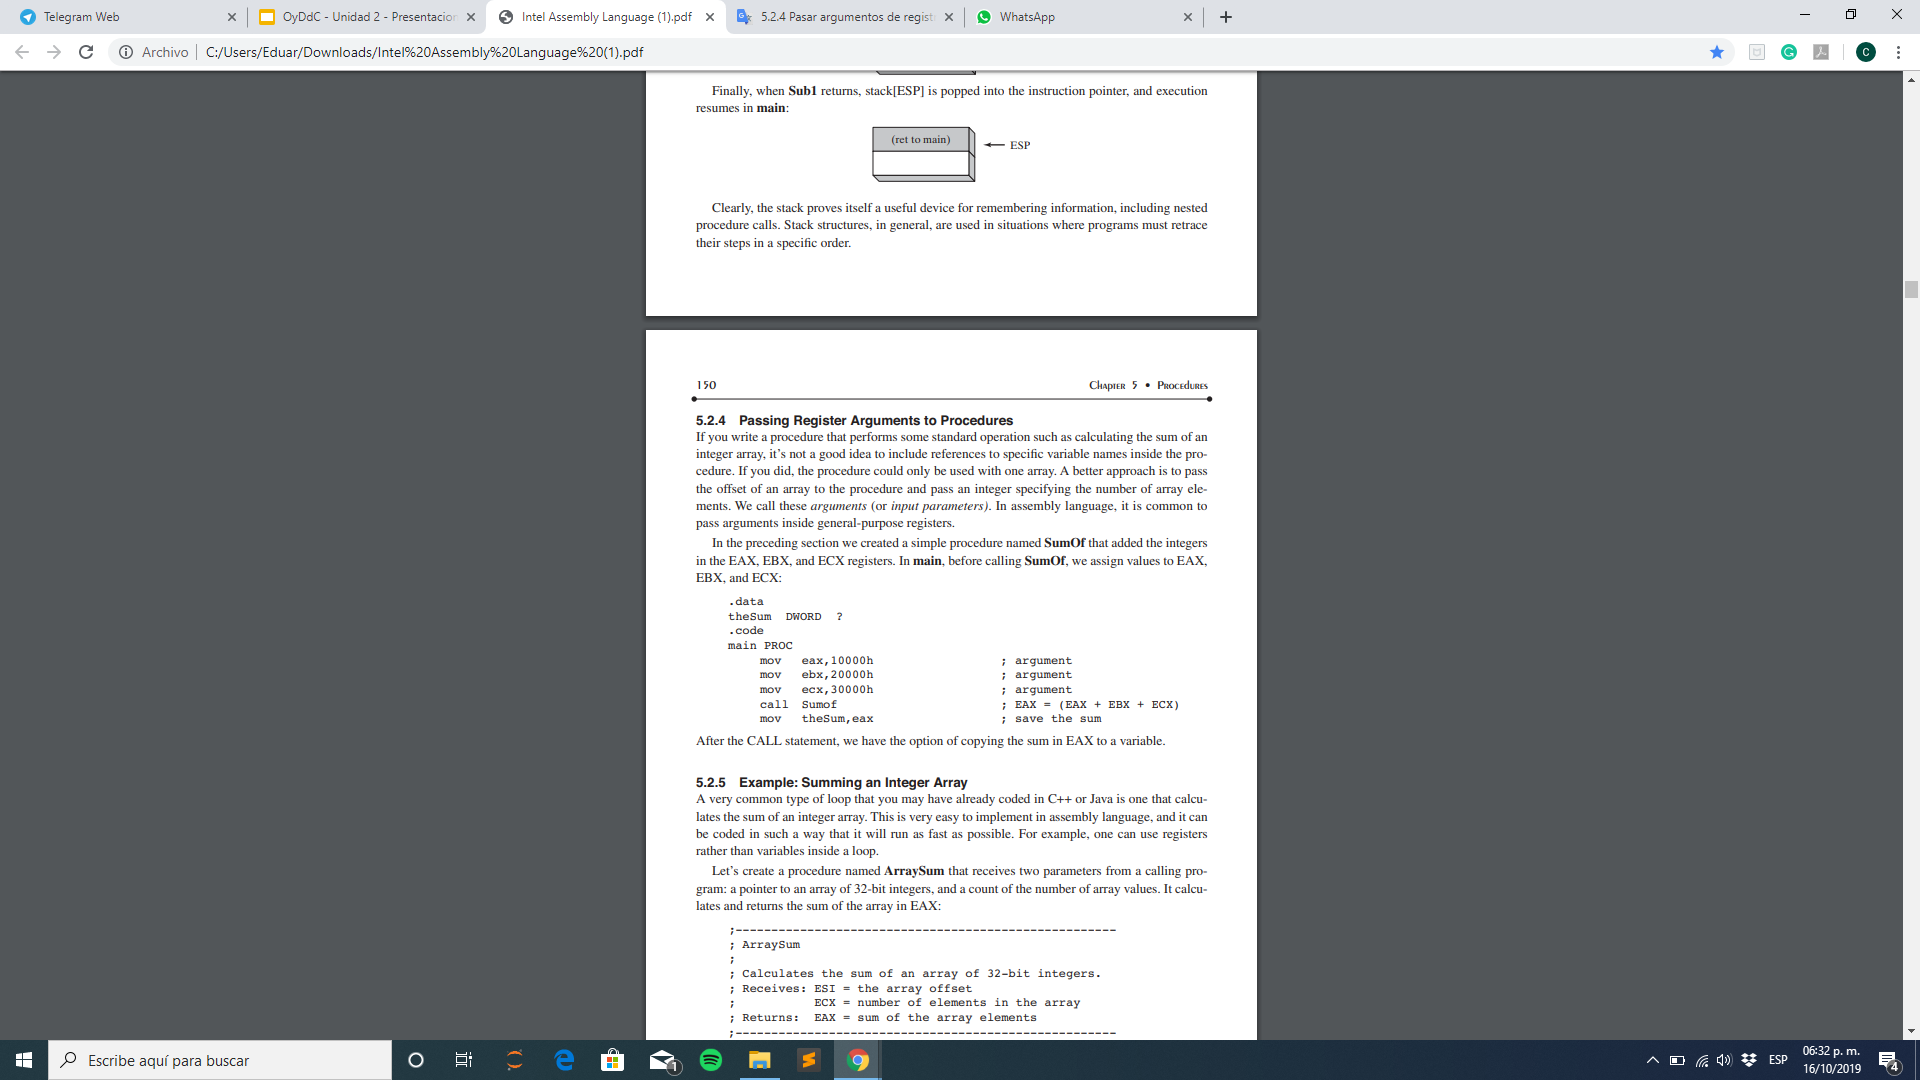 Telegram Web
OyDdC - Unidad 2 - Presentacion
Intel Assembly Language (1).pdf
5.2.4 Pasar argumentos de regist
WhatsApp
Archivo
C:/Users/Eduar/Downloads/Intel%20Assembly%20Language%20(1).pdf
C
Finally, when Sub1 returns, stack[ESP] is popped into the instruction pointer, and execution
resumes in main:
(ret to main)
ESP
Clearly, the stack proves itself a useful device for remembering information, including nested
procedure calls. Stack structures, in general, are used in situations where programs must retrace
their steps in a specific order.
150
Chapter 5 • Procedures
5.2.4 Passing Register Arguments to Procedures
If you write a procedure that performs some standard operation such as calculating the sum of an
integer array, it's not a good idea to include references to specific variable names inside the pro-
cedure. If you did, the procedure could only be used with one array. A better approach is to pass
the offset of an array to the procedure and pass an integer specifying the number of array ele-
ments. We call these arguments (or input parameters). In assembly language, it is common to
pass arguments inside general-purpose registers.
In the preceding section we created a simple procedure named SumOf that added the integers
in the EAX, EBX, and ECX registers. In main, before calling SumOf, we assign values to EAX,
EBX, and ECX:
.data
theSum DWORD ?
.code
main PROC
mov eax,10000h ; argument
mov ebx,20000h ; argument
mov ecx,30000h ; argument
call Sumof ; EAX = (EAX + EBX + ECX)
mov theSum,eax ; save the sum
After the CALL statement, we have the option of copying the sum in EAX to a variable.
5.2.5 Example: Summing an Integer Array
A very common type of loop that you may have already coded in C++ or Java is one that calcu-
lates the sum of an integer array. This is very easy to implement in assembly language, and it can
be coded in such a way that it will run as fast as possible. For example, one can use registers
rather than variables inside a loop.
Let's create a procedure named ArraySum that receives two parameters from a calling pro-
gram: a pointer to an array of 32-bit integers, and a count of the number of array values. It calcu-
lates and returns the sum of the array in EAX:
;-----------------------------------------------------
; ArraySum
;
; Calculates the sum of an array of 32-bit integers.
; Receives: ESI = the array offset
; ECX = number of elements in the array
; Returns: EAX = sum of the array elements
;-----------------------------------------------------
Escribe aquí para buscar
1
ESP
06:32 p. m.
16/10/2019
4